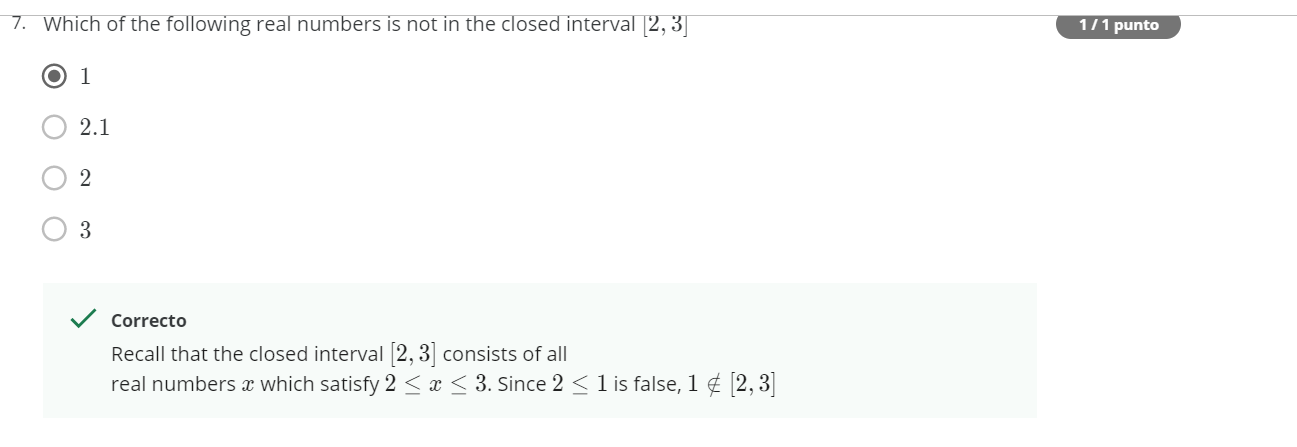 7. Which of the following real numbers is not in the closed interval [2, 3]
1 / 1 punto
1
2.1
2
3
Correcto
Recall that the closed interval [2, 3] consists of all
real numbers x which satisfy 2 ≤ x ≤ 3. Since 2 ≤ 1 is false, 1 ∉ [2, 3]